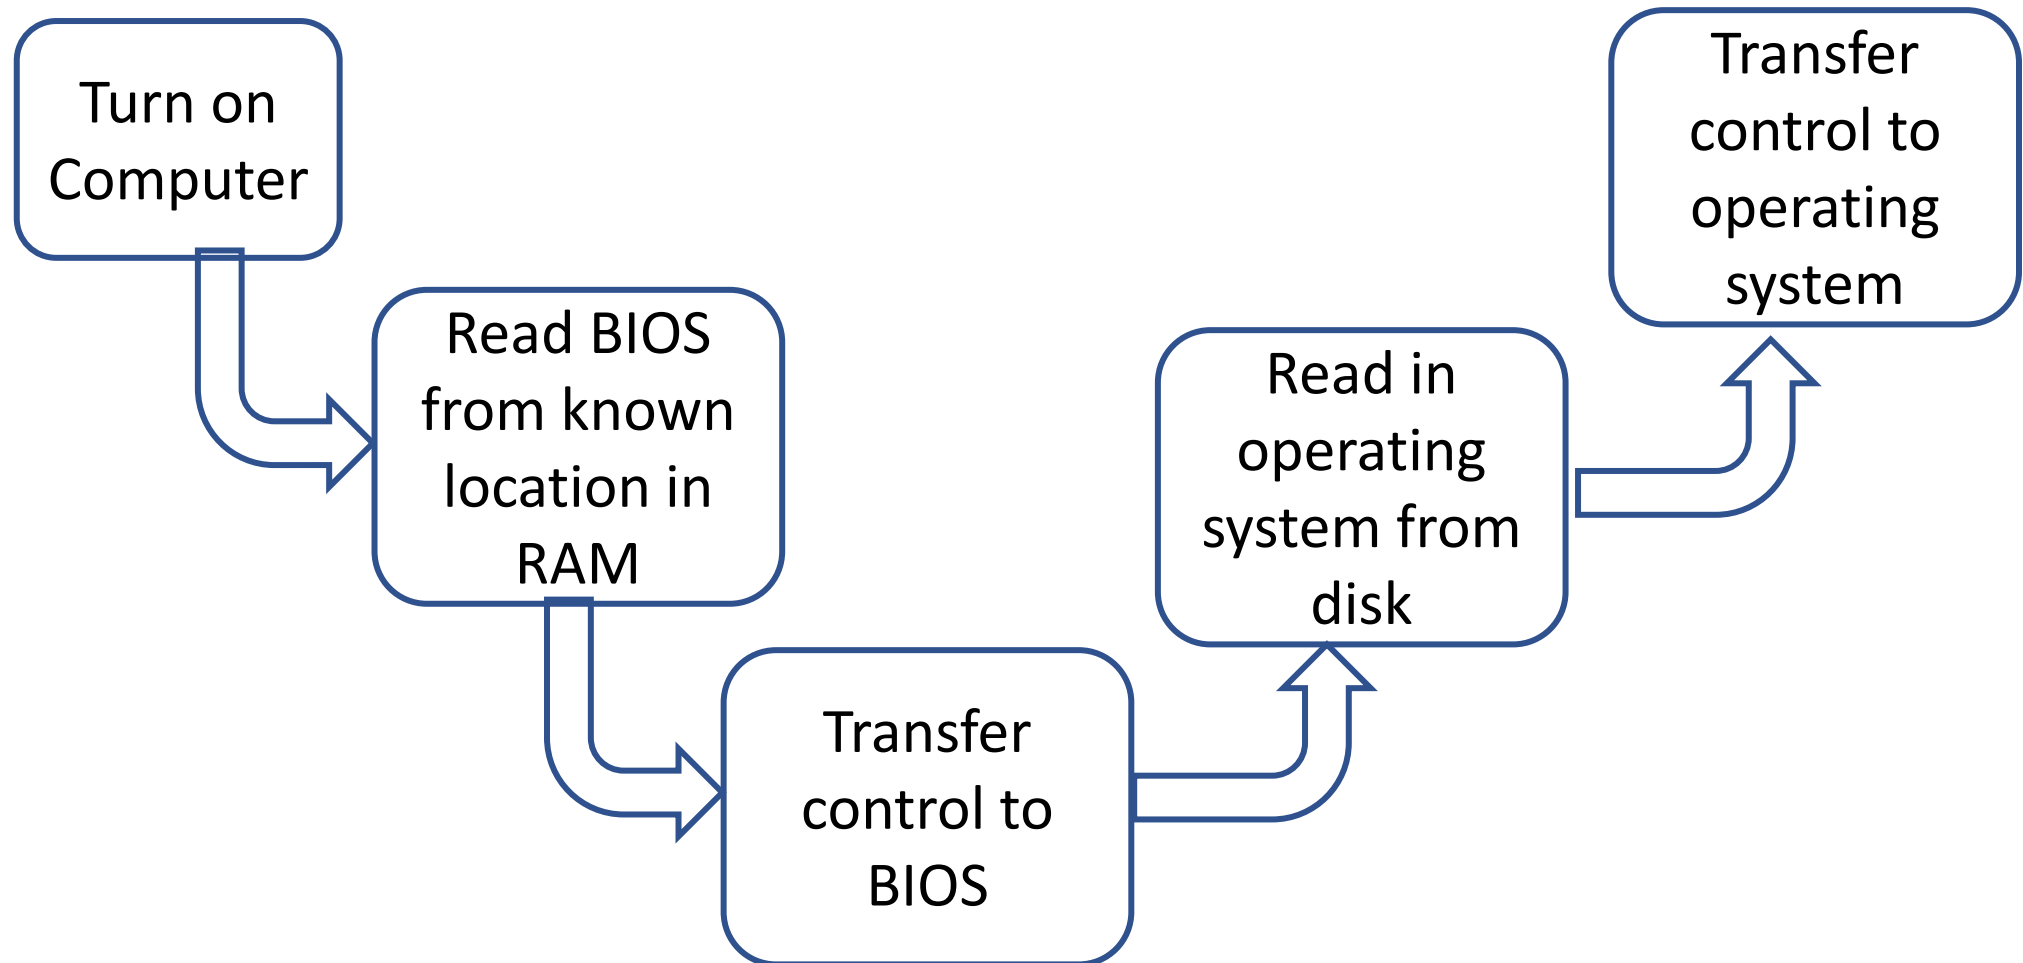 Turn on
Computer
Read BIOS
from known
location in
RAM
Transfer
control to
BIOS
Read in
operating
system from
disk
Transfer
control to
operating
system